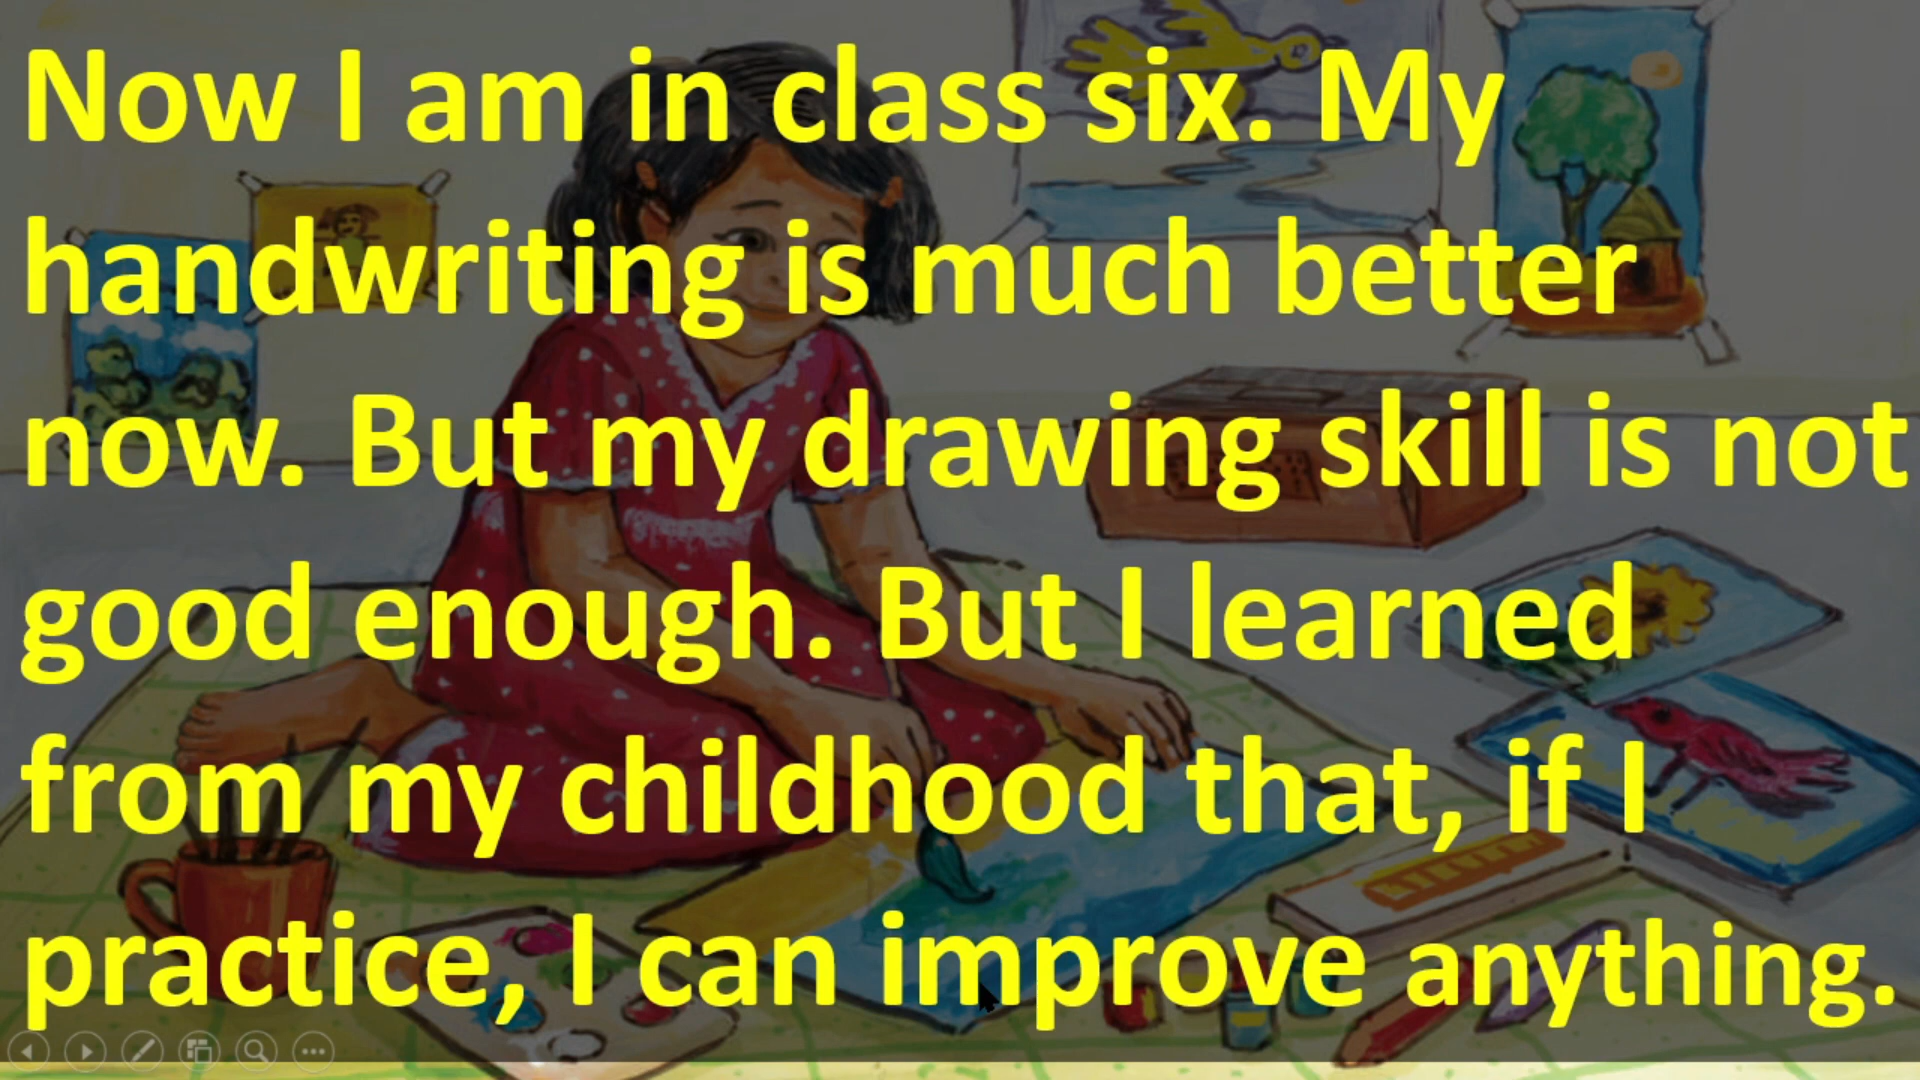 Now I am in class six. My
handwriting is much better
now. But my drawing skill is not
good enough. But I learned
from my childhood that, if I
practice, I can improve anything.